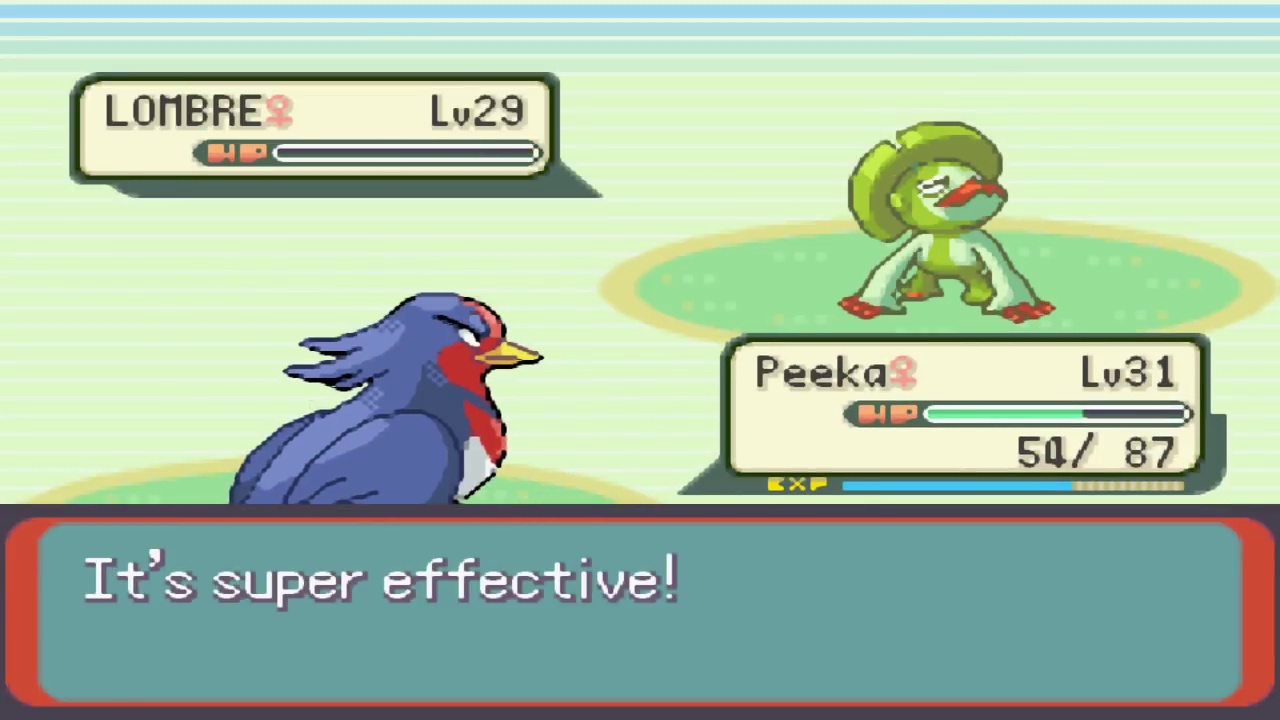 LOMBRE♀ Lv29
HP
Peeka♀ Lv31
HP
54/ 87
EXP
It's super effective!